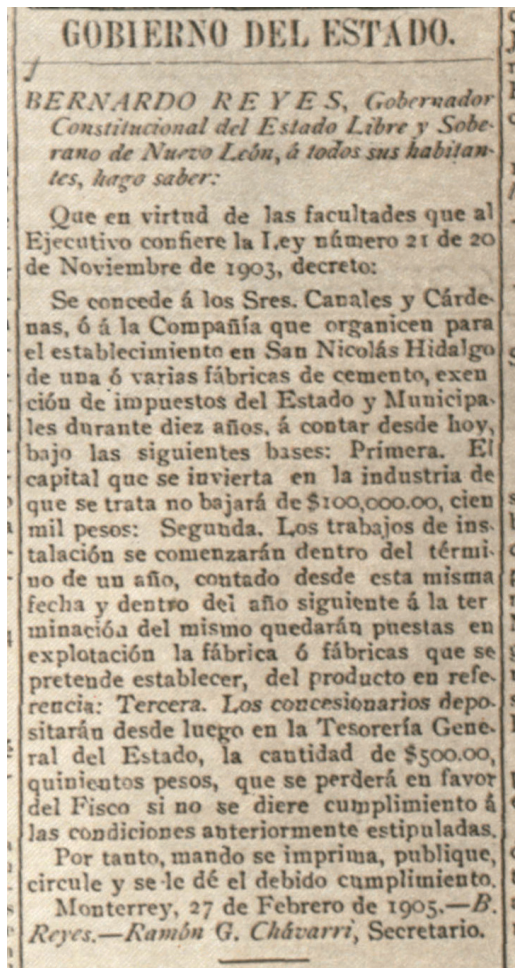 GOBIERNO DEL ESTADO.
BERNARDO REYES, Gobernador
Constitucional del Estado Libre y Sobe-
rano de Nuevo León, á todos sus habitan-
tes, hago saber:
Que en virtud de las facultades que al
Ejecutivo confiere la Ley número 21 de 20
de Noviembre de 1903, decreto:
Se concede á los Sres. Canales y Cárde-
nas, ó á la Compañía que organicen para
el establecimiento en San Nicolás Hidalgo
de una ó varias fábricas de cemento, exen
ción de impuestos del Estado y Municipa-
les durante diez años, á contar desde hoy,
bajo las siguientes bases: Primera. El
capital que se invierta en la industria de
que se trata no bajará de $100,000.00, cien
mil pesos: Segunda. Los trabajos de ins-
talación se comenzarán dentro del térmi-
no de un año, contado desde esta misma
fecha y dentro del año siguiente á la ter
minación del mismo quedarán puestas en
explotación la fábrica ó fábricas que se
pretende establecer, del producto en refe-
rencia: Tercera. Los concesionarios depo-
sitarán desde luego en la Tesorería Gene-
ral del Estado, la cantidad de $500.00,
quinientos pesos, que se perderá en favor
del Fisco si no se diere cumplimiento á
las condiciones anteriormente estipuladas.
Por tanto, mando se imprima, publique,
circule y se le dé el debido cumplimiento.
Monterrey, 27 de Febrero de 1905.—B.
Reyes.—Ramón G. Chávarri, Secretario.